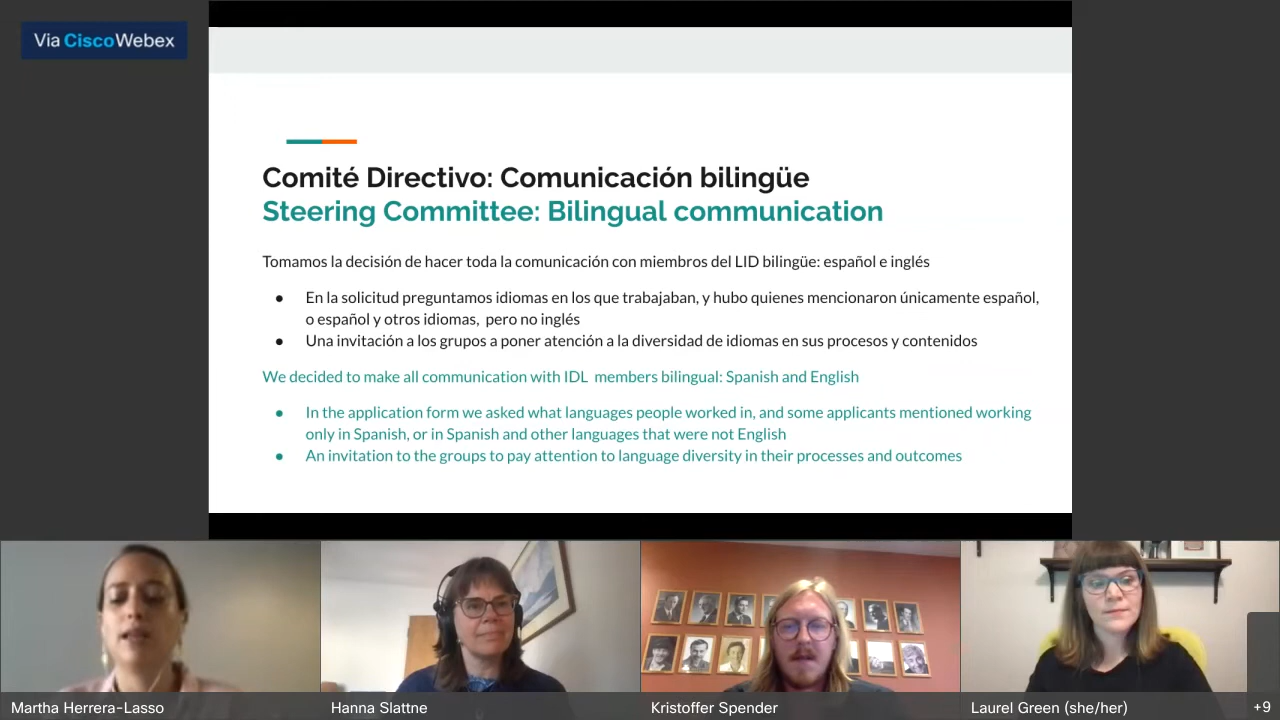 Via Cisco Webex
Comité Directivo: Comunicación bilingüe
Steering Committee: Bilingual communication
Tomamos la decisión de hacer toda la comunicación con miembros del LID bilingüe: español e inglés
● En la solicitud preguntamos idiomas en los que trabajaban, y hubo quienes mencionaron únicamente español,
o español y otros idiomas, pero no inglés
● Una invitación a los grupos a poner atención a la diversidad de idiomas en sus procesos y contenidos
We decided to make all communication with IDL members bilingual: Spanish and English
● In the application form we asked what languages people worked in, and some applicants mentioned working
only in Spanish, or in Spanish and other languages that were not English
● An invitation to the groups to pay attention to language diversity in their processes and outcomes
Martha Herrera-Lasso
Hanna Slattne
Kristoffer Spender
Laurel Green (she/her)
+9